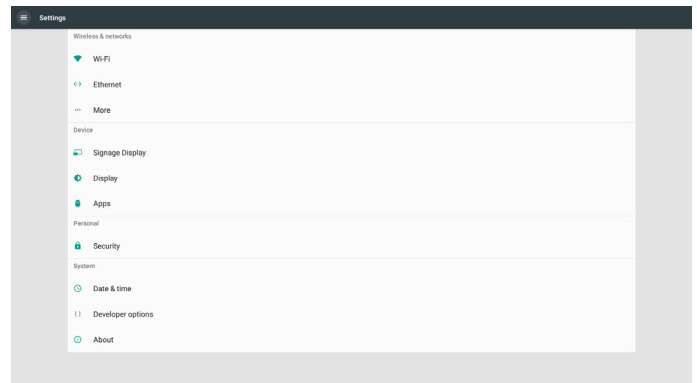 Settings
Wireless & networks
Wi-Fi
Ethernet
More
Device
Signage Display
Display
Apps
Personal
Security
System
Date & time
Developer options
About